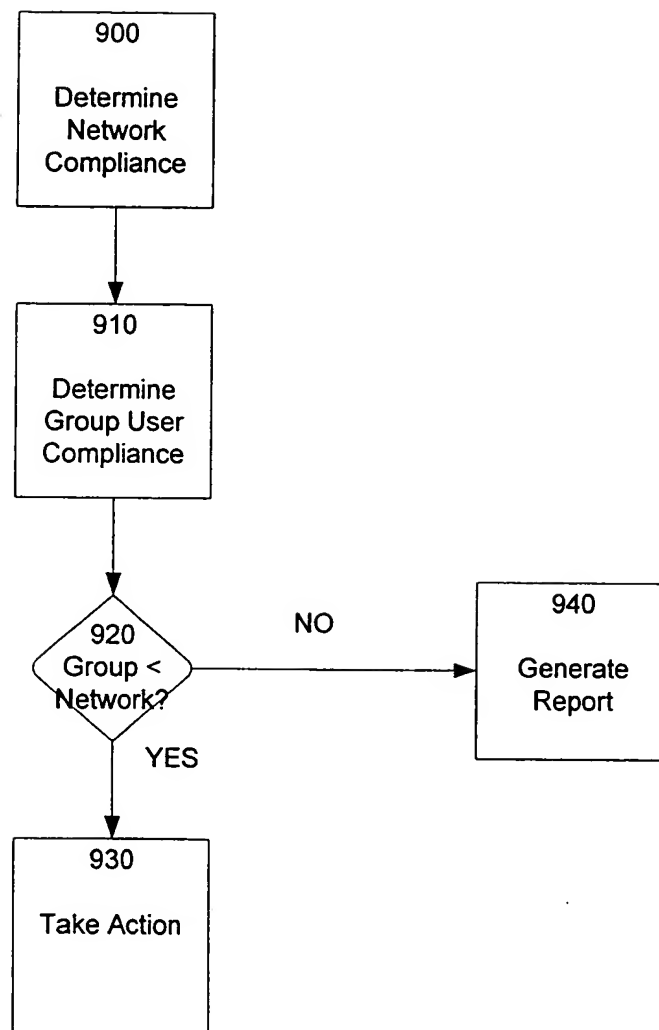 900
Determine
Network
Compliance
910
Determine
Group User
Compliance
920
Group <
Network?
NO
940
Generate
Report
YES
930
Take Action